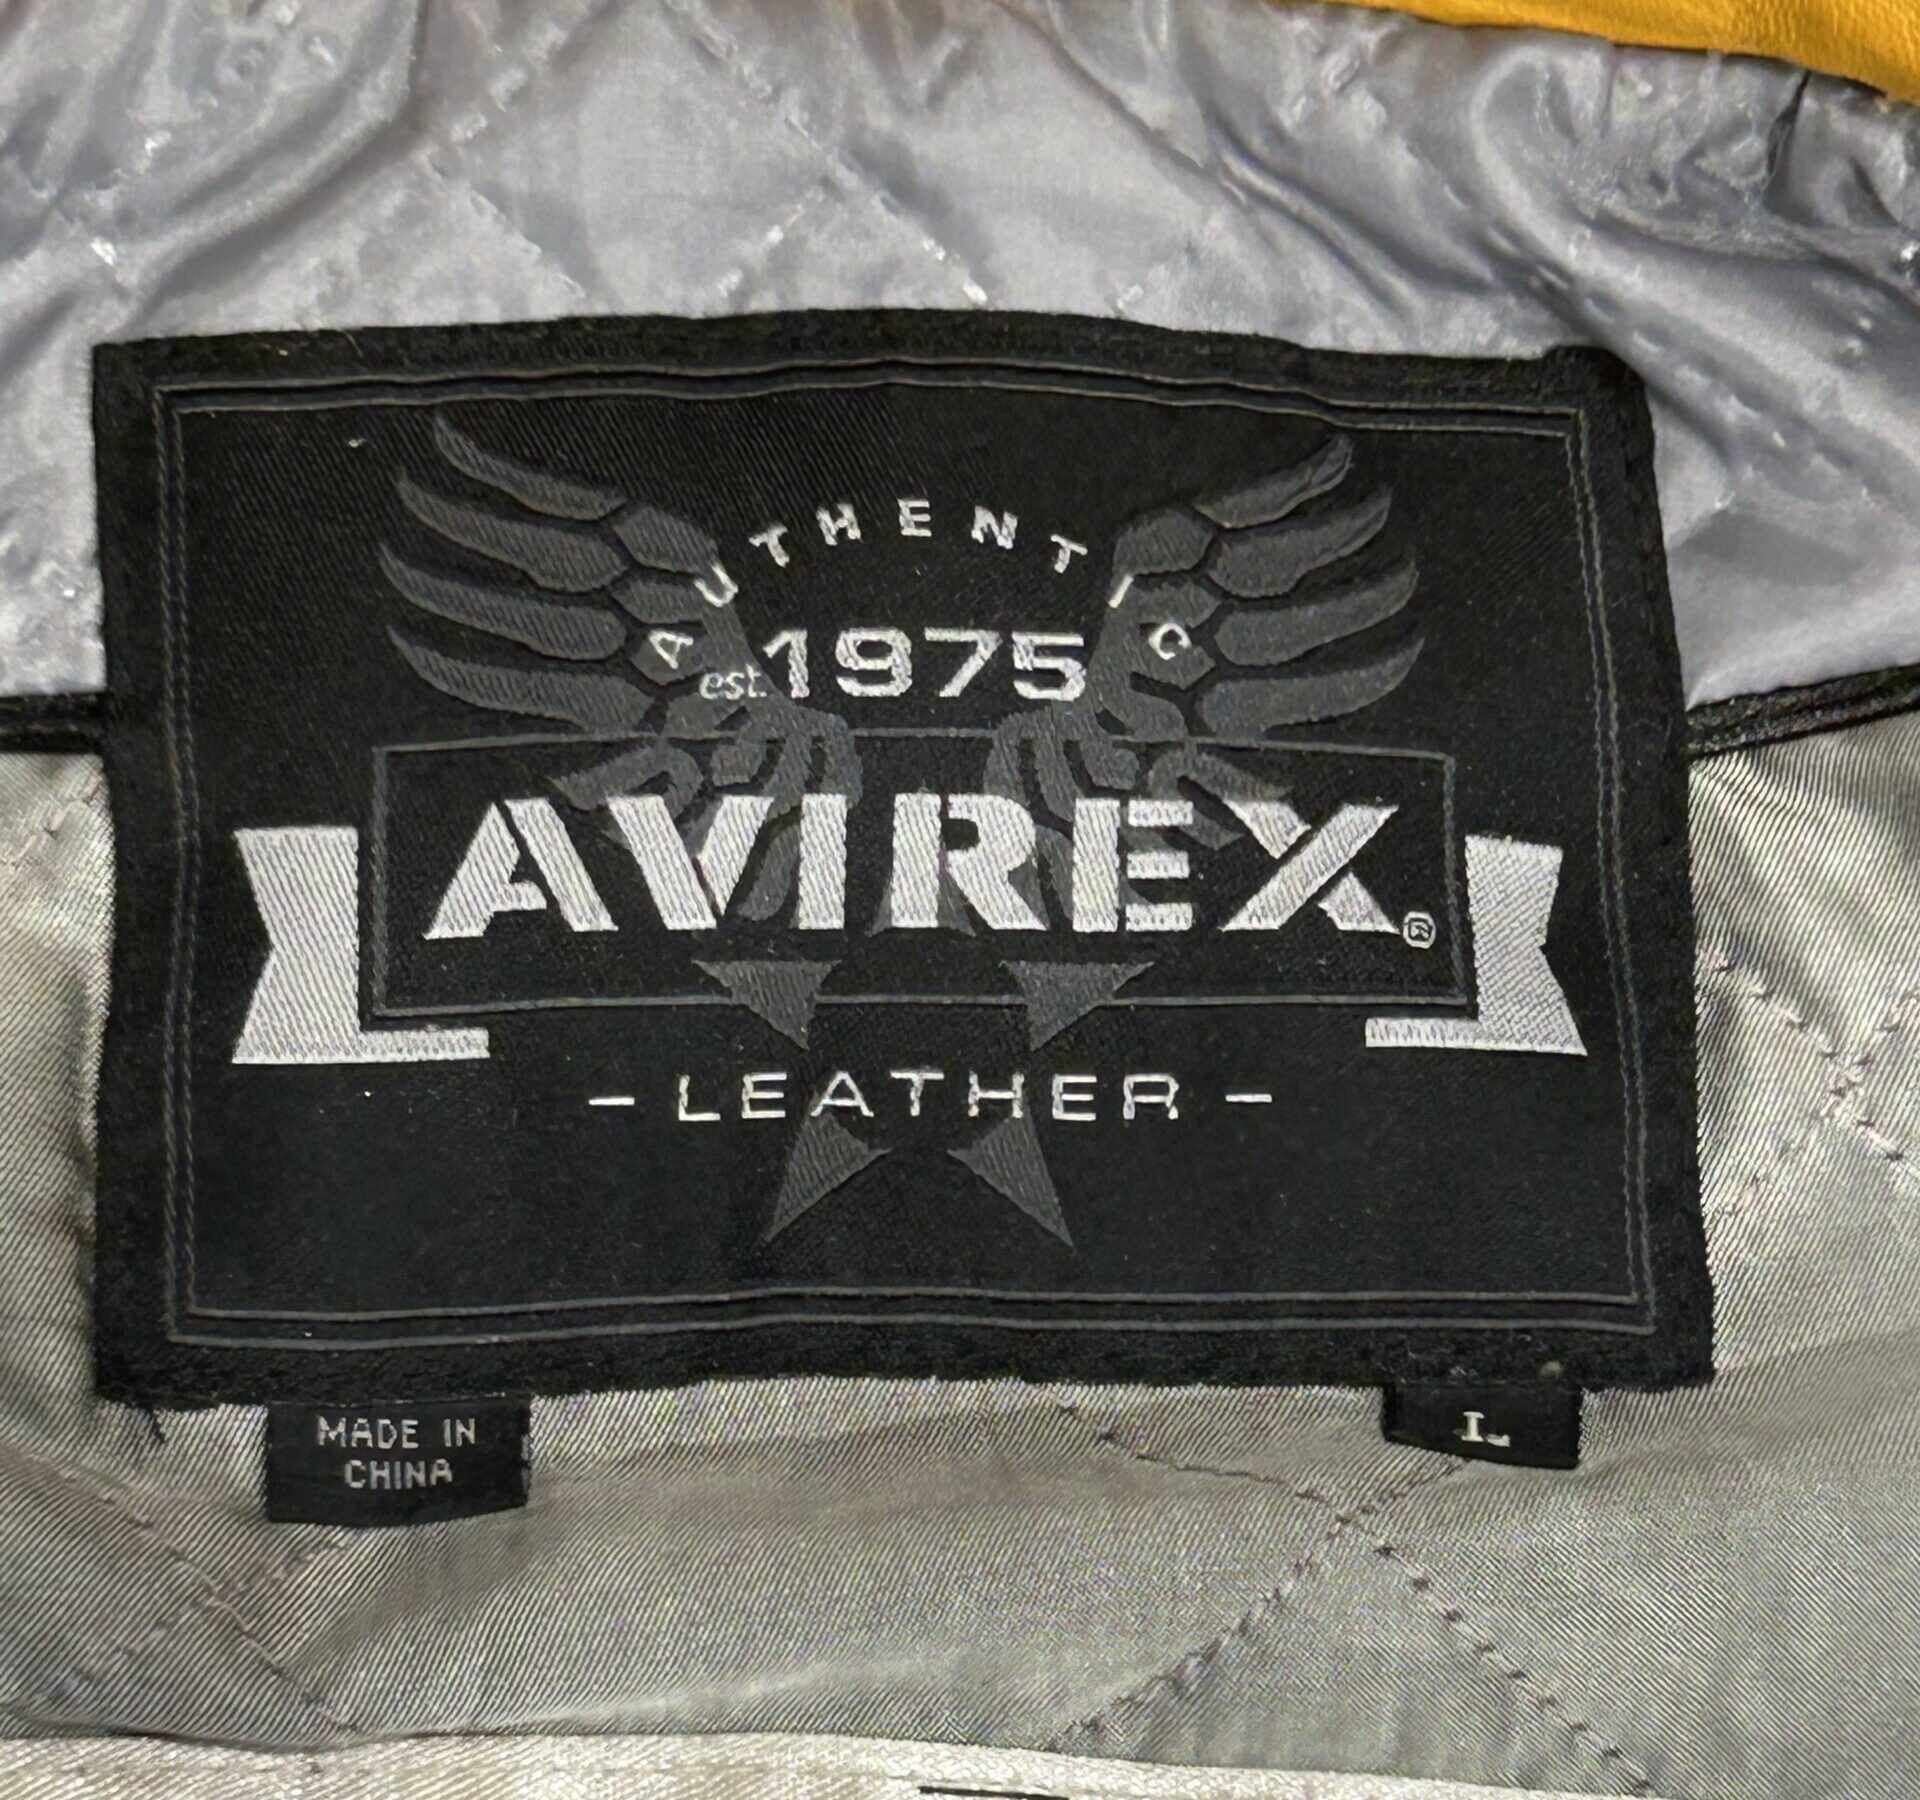 AUTHENTIC
est. 1975
AVIREX®
- LEATHER -
MADE IN
CHINA
L